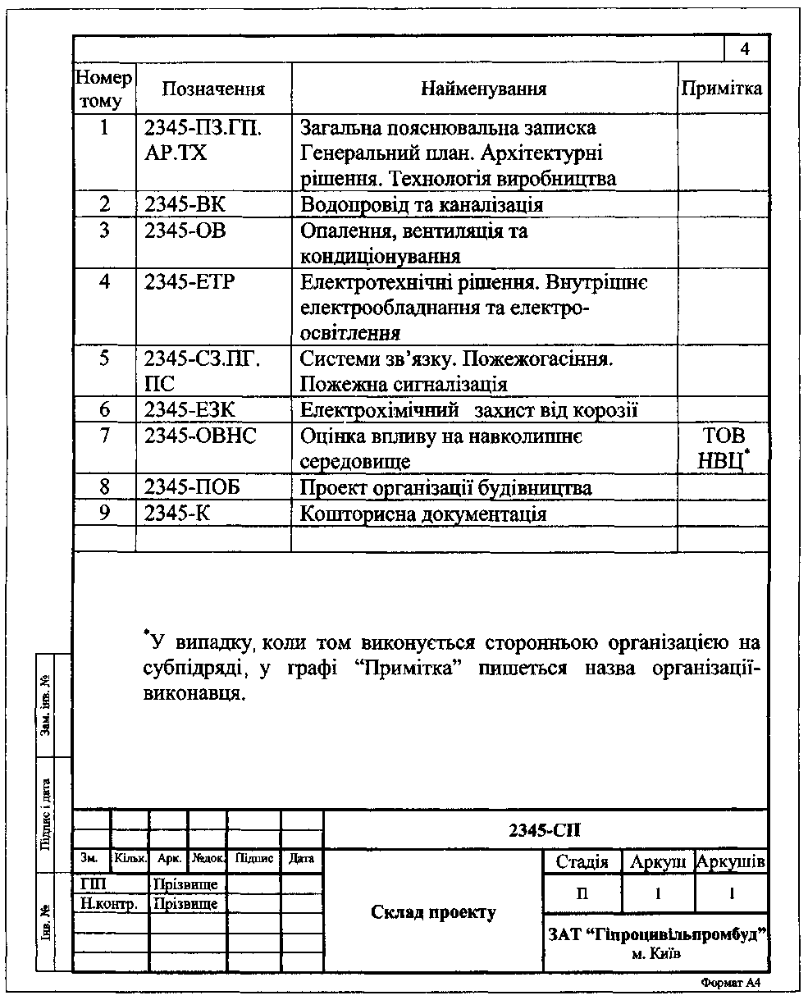 4
Номер тому
Позначення
Найменування
Примітка
1
2345-ПЗ.ГП.
АР.ТХ
Загальна пояснювальна записка
Генеральний план. Архітектурні
рішення. Технологія виробництва
2
2345-ВК
Водопровід та каналізація
3
2345-ОВ
Опалення, вентиляція та
кондиціонування
4
2345-ЕТР
Електротехнічні рішення. Внутрішнє
електрообладнання та електро-
освітлення
5
2345-СЗ.ПГ.
ПС
Системи зв’язку. Пожежогасіння.
Пожежна сигналізація
6
2345-ЕЗК
Електрохімічний захист від корозії
7
2345-ОВНС
Оцінка впливу на навколишнє
середовище
ТОВ
НВЦ*
8
2345-ПОБ
Проект організації будівництва
9
2345-К
Кошторисна документація
*У випадку, коли том виконується сторонньою організацією на
субпідряді, у графі “Примітка” пишеться назва організації-
виконавця.
Зам. інв. №
Підпис і дата
Інв. №
2345-СП
Зм. Кільк. Арк. №док. Підпис Дата
ГІП Прізвище
Н.контр. Прізвище
Склад проекту
Стадія Аркуш Аркушів
П 1 1
ЗАТ “Гіпроцивільпромбуд”
м. Київ
Формат А4